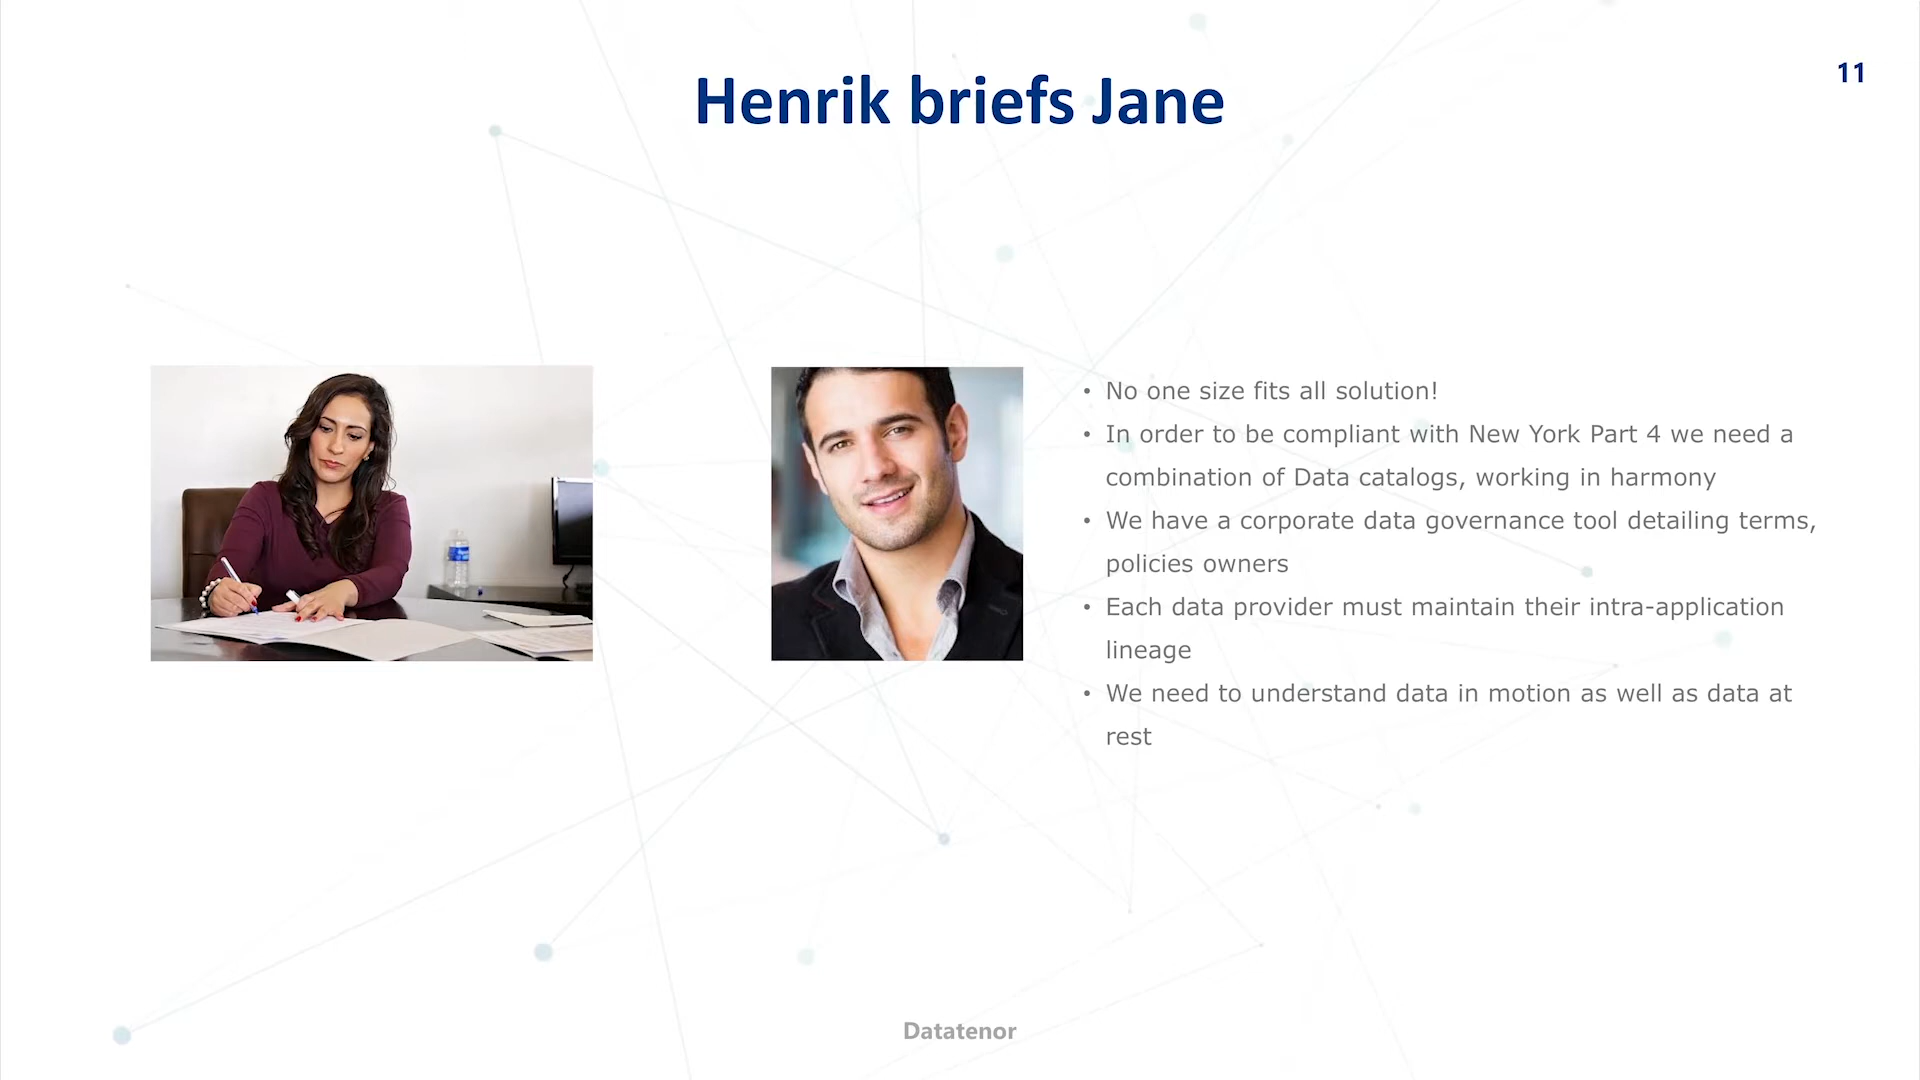 Henrik briefs Jane
11
• No one size fits all solution!
• In order to be compliant with New York Part 4 we need a
combination of Data catalogs, working in harmony
• We have a corporate data governance tool detailing terms,
policies owners
• Each data provider must maintain their intra-application
lineage
• We need to understand data in motion as well as data at
rest
Datatenor